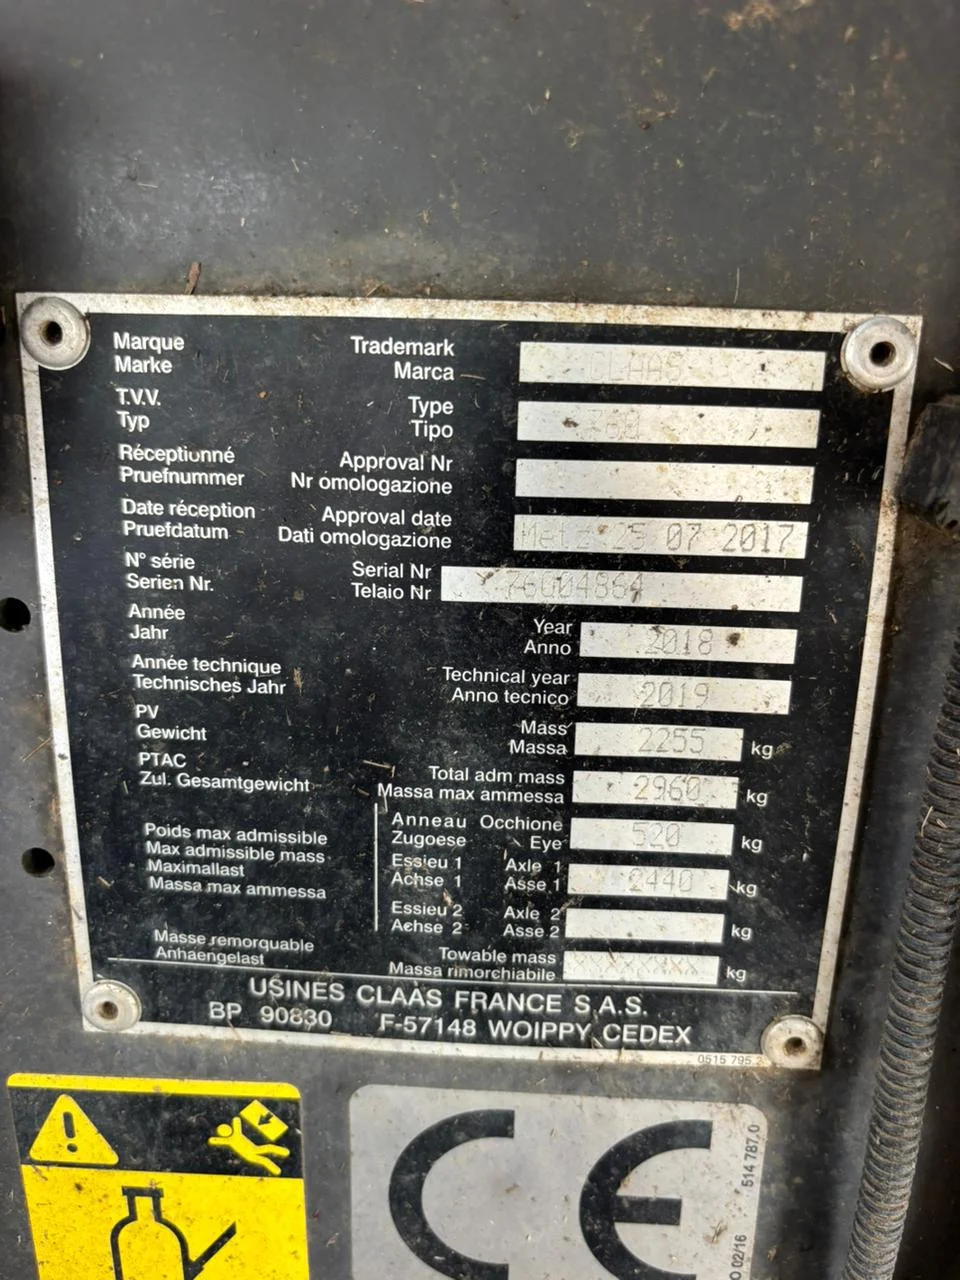 Marque Trademark CLAAS
Marke Marca
T.V.V. Type 760
Typ Tipo
Réceptionné Approval Nr
Pruefnummer Nr omologazione
Date réception Approval date Metz 25 07 2017
Pruefdatum Dati omologazione
N° série Serial Nr 76004864
Serien Nr. Telaio Nr
Année Year 2018
Jahr Anno
Année technique Technical year 2019
Technisches Jahr Anno tecnico
PV Mass 2255 kg
Gewicht Massa
PTAC Total adm mass 2960 kg
Zul. Gesamtgewicht Massa max ammessa
Anneau Occhione 520 kg
Poids max admissible Zugoese Eye
Max admissible mass Essieu 1 Axle 1 2440 kg
Maximallast Achse 1 Asse 1
Massa max ammessa
Essieu 2 Axle 2 kg
Achse 2 Asse 2
Masse remorquable Towable mass XXXXXXX kg
Anhaengelast Massa rimorchiabile
USINES CLAAS FRANCE S.A.S.
BP 90830 F-57148 WOIPPY CEDEX
0515 795.2
CE
514 787.0
02/16